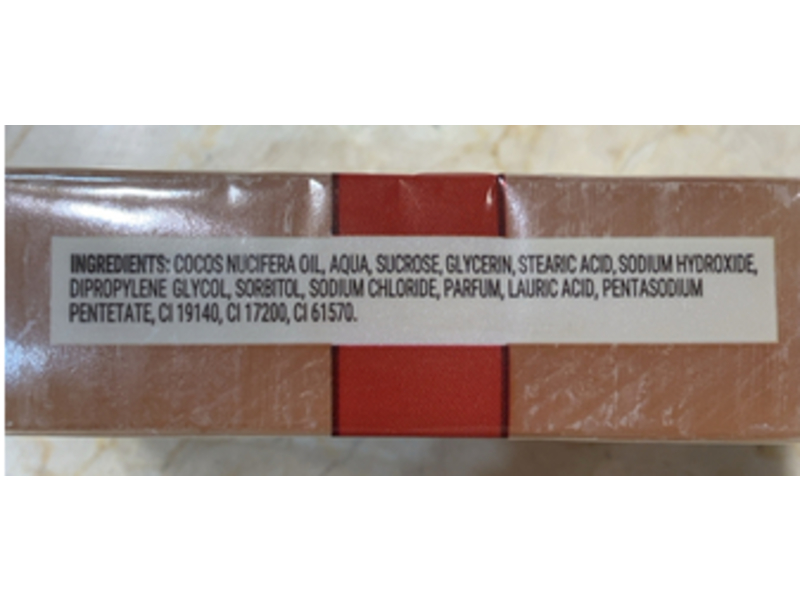 INGREDIENTS: COCOS NUCIFERA OIL, AQUA, SUCROSE, GLYCERIN, STEARIC ACID, SODIUM HYDROXIDE,
DIPROPYLENE GLYCOL, SORBITOL, SODIUM CHLORIDE, PARFUM, LAURIC ACID, PENTASODIUM
PENTETATE, CI 19140, CI 17200, CI 61570.